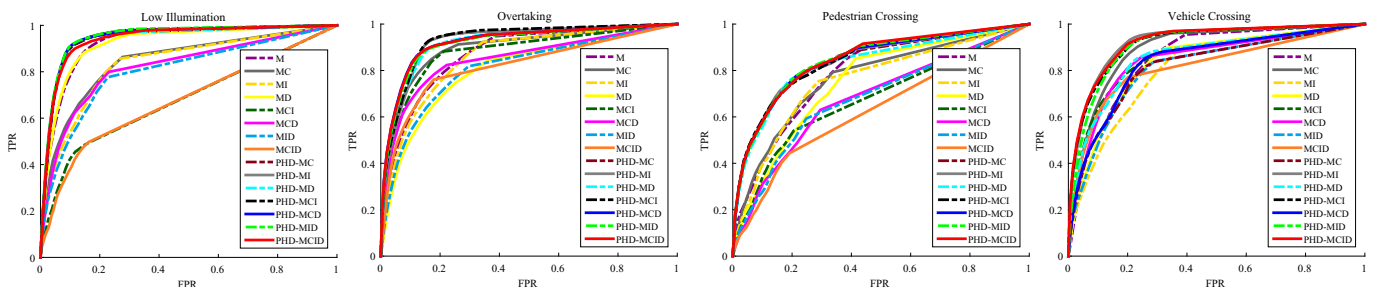 Low Illumination
TPR
1
0.8
0.6
0.4
0.2
0
0
0.2
0.4
0.6
0.8
1
FPR
M
MC
MI
MD
MCI
MCD
MID
MCID
PHD-MC
PHD-MI
PHD-MD
PHD-MCI
PHD-MCD
PHD-MID
PHD-MCID
Overtaking
TPR
1
0.8
0.6
0.4
0.2
0
0
0.2
0.4
0.6
0.8
1
FPR
M
MC
MI
MD
MCI
MCD
MID
MCID
PHD-MC
PHD-MI
PHD-MD
PHD-MCI
PHD-MCD
PHD-MID
PHD-MCID
Pedestrian Crossing
TPR
1
0.8
0.6
0.4
0.2
0
0
0.2
0.4
0.6
0.8
1
FPR
M
MC
MI
MD
MCI
MCD
MID
MCID
PHD-MC
PHD-MI
PHD-MD
PHD-MCI
PHD-MCD
PHD-MID
PHD-MCID
Vehicle Crossing
TPR
1
0.8
0.6
0.4
0.2
0
0
0.2
0.4
0.6
0.8
1
FPR
M
MC
MI
MD
MCI
MCD
MID
MCID
PHD-MC
PHD-MI
PHD-MD
PHD-MCI
PHD-MCD
PHD-MID
PHD-MCID